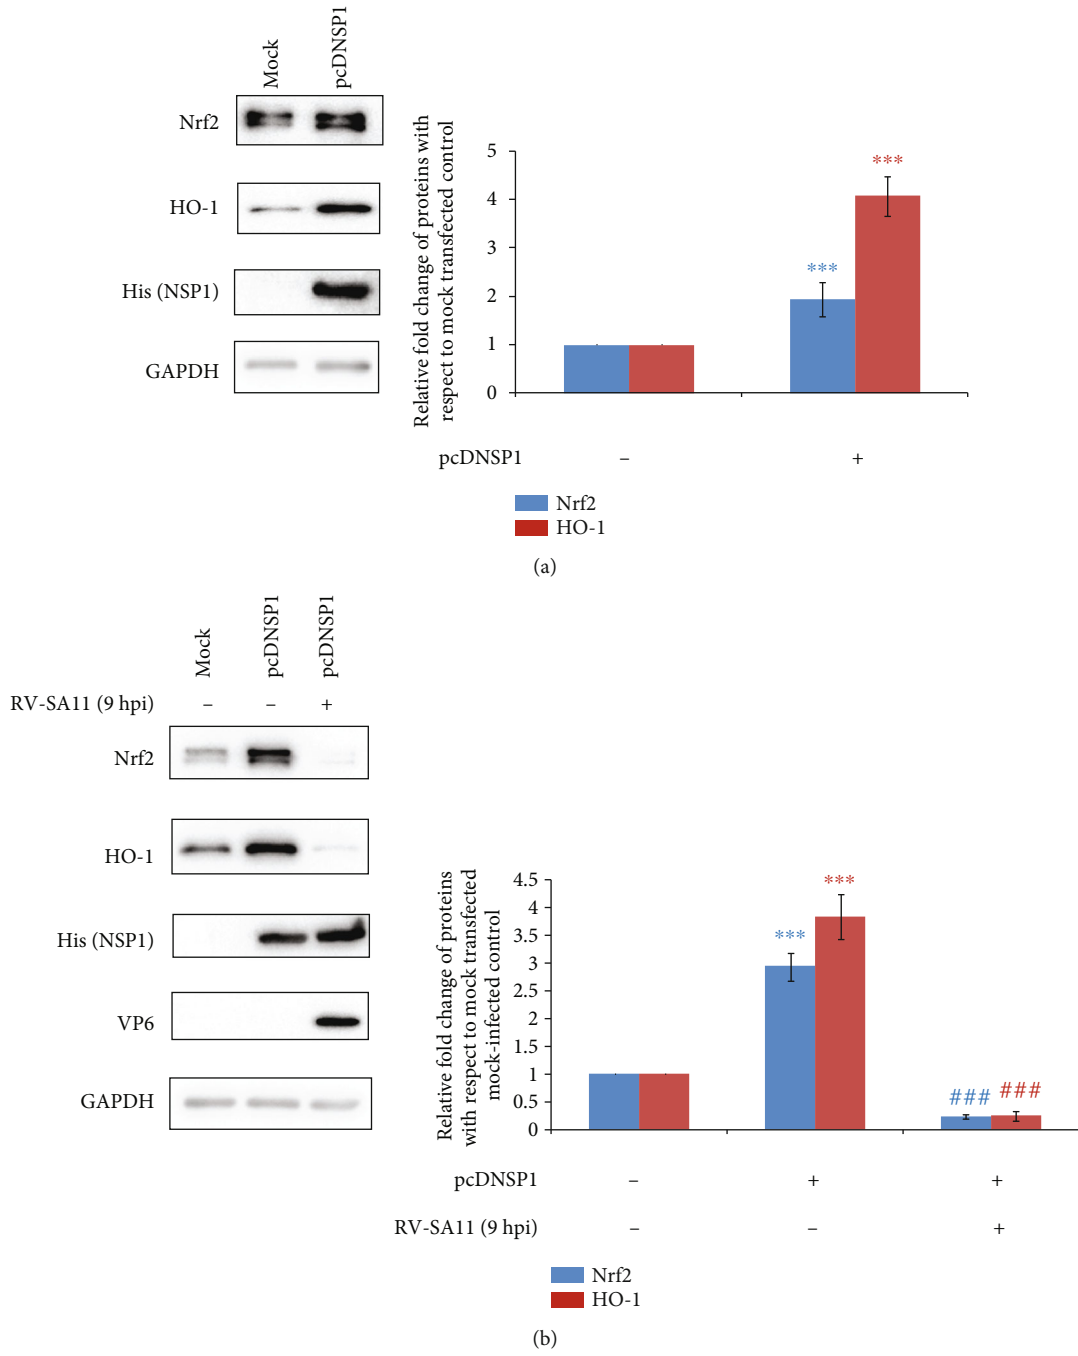 Mock
pcDNSP1
Nrf2
HO-1
His (NSP1)
GAPDH
Relative fold change of proteins with
respect to mock transfected control
5
4
3
2
1
0
***
***
pcDNSP1 – +
Nrf2
HO-1
(a)
Mock
pcDNSP1
pcDNSP1
RV-SA11 (9 hpi) – – +
Nrf2
HO-1
His (NSP1)
VP6
GAPDH
Relative fold change of proteins
with respect to mock transfected
mock-infected control
4.5
4
3.5
3
2.5
2
1.5
1
0.5
0
***
***
###
###
pcDNSP1 – + +
RV-SA11 (9 hpi) – – +
Nrf2
HO-1
(b)